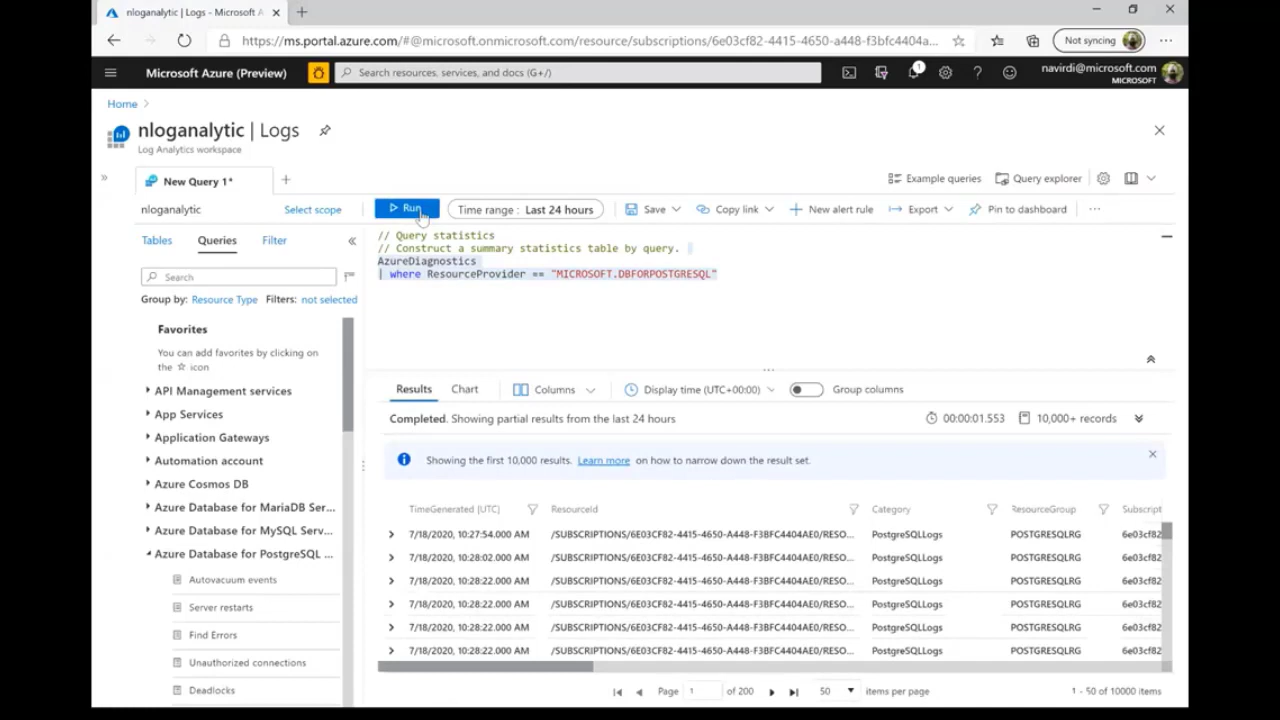 nloganalytic | Logs - Microsoft A
https://ms.portal.azure.com/#@microsoft.onmicrosoft.com/resource/subscriptions/6e03cf82-4415-4650-a448-f3bfc4404a...
Not syncing
Microsoft Azure (Preview)
Search resources, services, and docs (G+/)
1
navirdi@microsoft.com
MICROSOFT
Home
nloganalytic | Logs
Log Analytics workspace
New Query 1*
Example queries
Query explorer
nloganalytic
Select scope
Run
Time range : Last 24 hours
Save
Copy link
New alert rule
Export
Pin to dashboard
Tables
Queries
Filter
Search
Group by: Resource Type
Filters: not selected
Favorites
You can add favorites by clicking on
the ☆ icon
API Management services
App Services
Application Gateways
Automation account
Azure Cosmos DB
Azure Database for MariaDB Ser...
Azure Database for MySQL Serv...
Azure Database for PostgreSQL ...
Autovacuum events
Server restarts
Find Errors
Unauthorized connections
Deadlocks
// Query statistics
// Construct a summary statistics table by query.
AzureDiagnostics
| where ResourceProvider == "MICROSOFT.DBFORPOSTGRESQL"
Results
Chart
Columns
Display time (UTC+00:00)
Group columns
Completed. Showing partial results from the last 24 hours
00:00:01.553
10,000+ records
Showing the first 10,000 results. Learn more on how to narrow down the result set.
TimeGenerated [UTC] ResourceId Category ResourceGroup Subscript
7/18/2020, 10:27:54.000 AM /SUBSCRIPTIONS/6E03CF82-4415-4650-A448-F3BFC4404AE0/RESO... PostgreSQLLogs POSTGRESQLRG 6e03cf82
7/18/2020, 10:28:02.000 AM /SUBSCRIPTIONS/6E03CF82-4415-4650-A448-F3BFC4404AE0/RESO... PostgreSQLLogs POSTGRESQLRG 6e03cf82
7/18/2020, 10:28:22.000 AM /SUBSCRIPTIONS/6E03CF82-4415-4650-A448-F3BFC4404AE0/RESO... PostgreSQLLogs POSTGRESQLRG 6e03cf82
7/18/2020, 10:28:22.000 AM /SUBSCRIPTIONS/6E03CF82-4415-4650-A448-F3BFC4404AE0/RESO... PostgreSQLLogs POSTGRESQLRG 6e03cf82
7/18/2020, 10:28:22.000 AM /SUBSCRIPTIONS/6E03CF82-4415-4650-A448-F3BFC4404AE0/RESO... PostgreSQLLogs POSTGRESQLRG 6e03cf82
7/18/2020, 10:28:22.000 AM /SUBSCRIPTIONS/6E03CF82-4415-4650-A448-F3BFC4404AE0/RESO... PostgreSQLLogs POSTGRESQLRG 6e03cf82
Page 1 of 200
50 items per page
1 - 50 of 10000 items